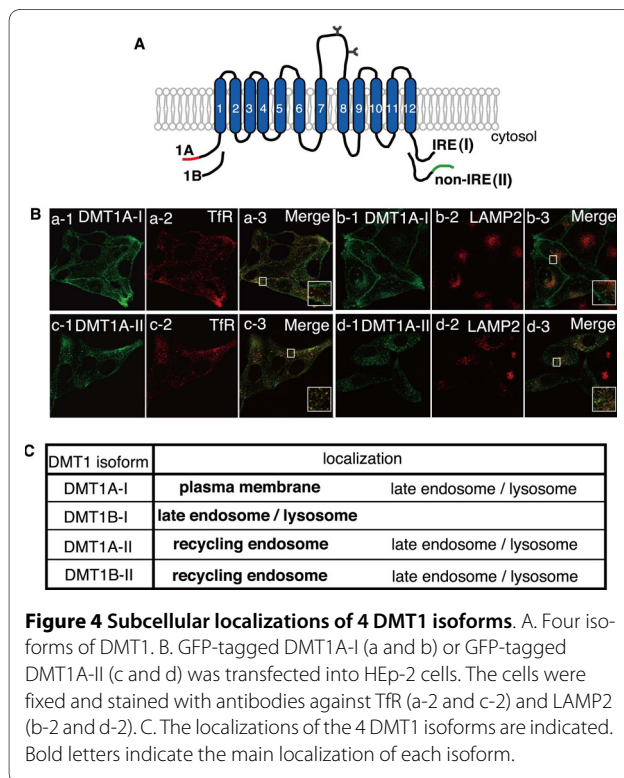 A
1 2 3 4 5 6 7 8 9 10 11 12
cytosol
1A
1B
IRE(I)
non-IRE(II)
B
a-1 DMT1A-I a-2 TfR a-3 Merge b-1 DMT1A-I b-2 LAMP2 b-3 Merge
c-1 DMT1A-II c-2 TfR c-3 Merge d-1 DMT1A-II d-2 LAMP2 d-3 Merge
C
DMT1 isoform localization
DMT1A-I plasma membrane late endosome / lysosome
DMT1B-I late endosome / lysosome
DMT1A-II recycling endosome late endosome / lysosome
DMT1B-II recycling endosome late endosome / lysosome
Figure 4 Subcellular localizations of 4 DMT1 isoforms. A. Four iso-
forms of DMT1. B. GFP-tagged DMT1A-I (a and b) or GFP-tagged
DMT1A-II (c and d) was transfected into HEp-2 cells. The cells were
fixed and stained with antibodies against TfR (a-2 and c-2) and LAMP2
(b-2 and d-2). C. The localizations of the 4 DMT1 isoforms are indicated.
Bold letters indicate the main localization of each isoform.